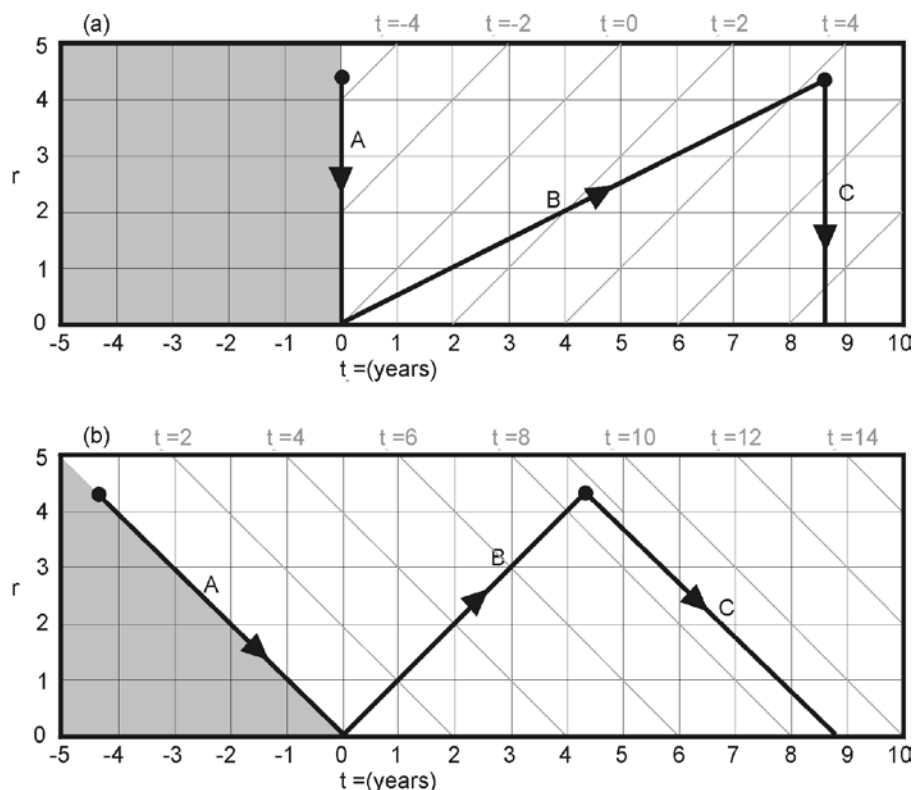 (a) t =-4 t =-2 t =0 t =2 t =4
5
4
3
2
1
0
r
A
B
C
-5 -4 -3 -2 -1 0 1 2 3 4 5 6 7 8 9 10
t =(years)
(b) t =2 t =4 t =6 t =8 t =10 t =12 t =14
5
4
3
2
1
0
r
A
B
C
-5 -4 -3 -2 -1 0 1 2 3 4 5 6 7 8 9 10
t =(years)